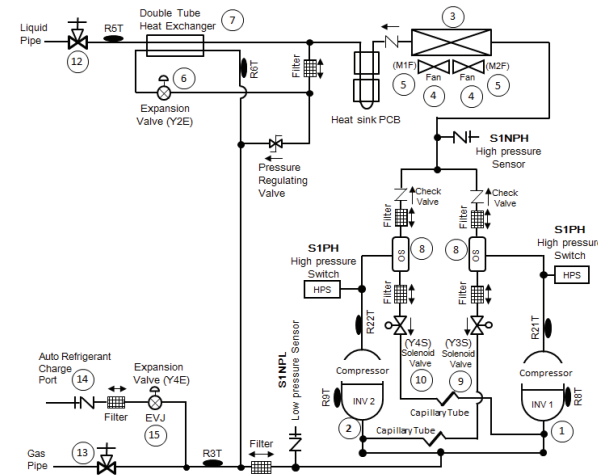 Double Tube
Heat Exchanger
7
3
Liquid
Pipe
R5T
12
6
R6T
Filter
(M1F)
(M2F)
Fan
Fan
5
4
4
5
Expansion
Valve (Y2E)
Heat sink PCB
S1NPH
High pressure
Sensor
Pressure
Regulating
Valve
Check
Valve
Check
Valve
Filter
Filter
S1PH
High pressure
Switch
HPS
OS
8
8
OS
S1PH
High pressure
Switch
HPS
Filter
Filter
R22T
R21T
(Y4S)
Solenoid
Valve
(Y3S)
Solenoid
Valve
10
9
S1NPL
Low pressure Sensor
Auto Refrigerant
Charge
Port
14
Expansion
Valve (Y4E)
Filter
EVJ
15
Compressor
Compressor
R9T
INV 2
INV 1
R8T
2
1
Capillary Tube
Capillary Tube
Gas
Pipe
13
R3T
Filter